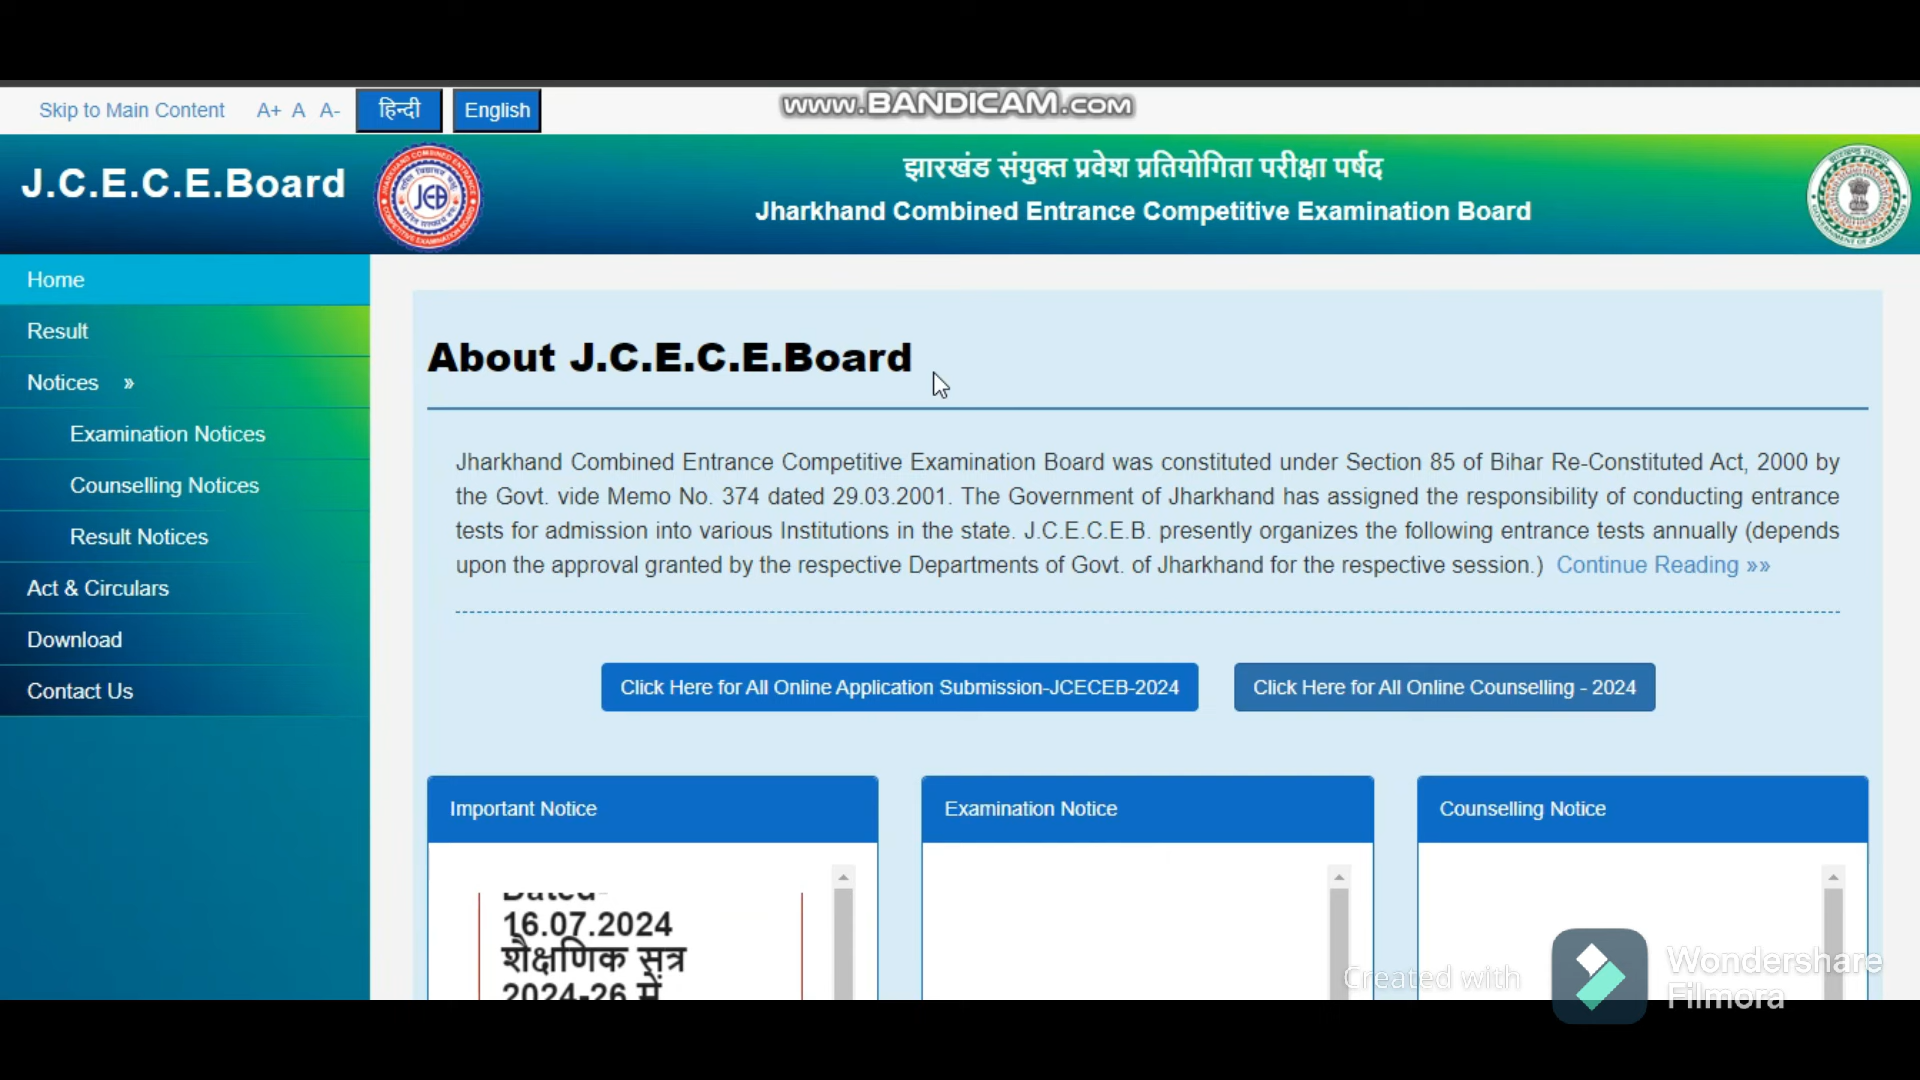 www.BANDICAM.com
Skip to Main Content A+ A A- हिन्दी English
J.C.E.C.E.Board
JEB
झारखंड संयुक्त प्रवेश प्रतियोगिता परीक्षा पर्षद
Jharkhand Combined Entrance Competitive Examination Board
Home
Result
Notices »
Examination Notices
Counselling Notices
Result Notices
Act & Circulars
Download
Contact Us
About J.C.E.C.E.Board
Jharkhand Combined Entrance Competitive Examination Board was constituted under Section 85 of Bihar Re-Constituted Act, 2000 by
the Govt. vide Memo No. 374 dated 29.03.2001. The Government of Jharkhand has assigned the responsibility of conducting entrance
tests for admission into various Institutions in the state. J.C.E.C.E.B. presently organizes the following entrance tests annually (depends
upon the approval granted by the respective Departments of Govt. of Jharkhand for the respective session.) Continue Reading »»
Click Here for All Online Application Submission-JCECEB-2024
Click Here for All Online Counselling - 2024
Important Notice
Dated-
16.07.2024
शैक्षणिक सत्र
2024-26 में
Examination Notice
Counselling Notice
Created with
Wondershare
Filmora